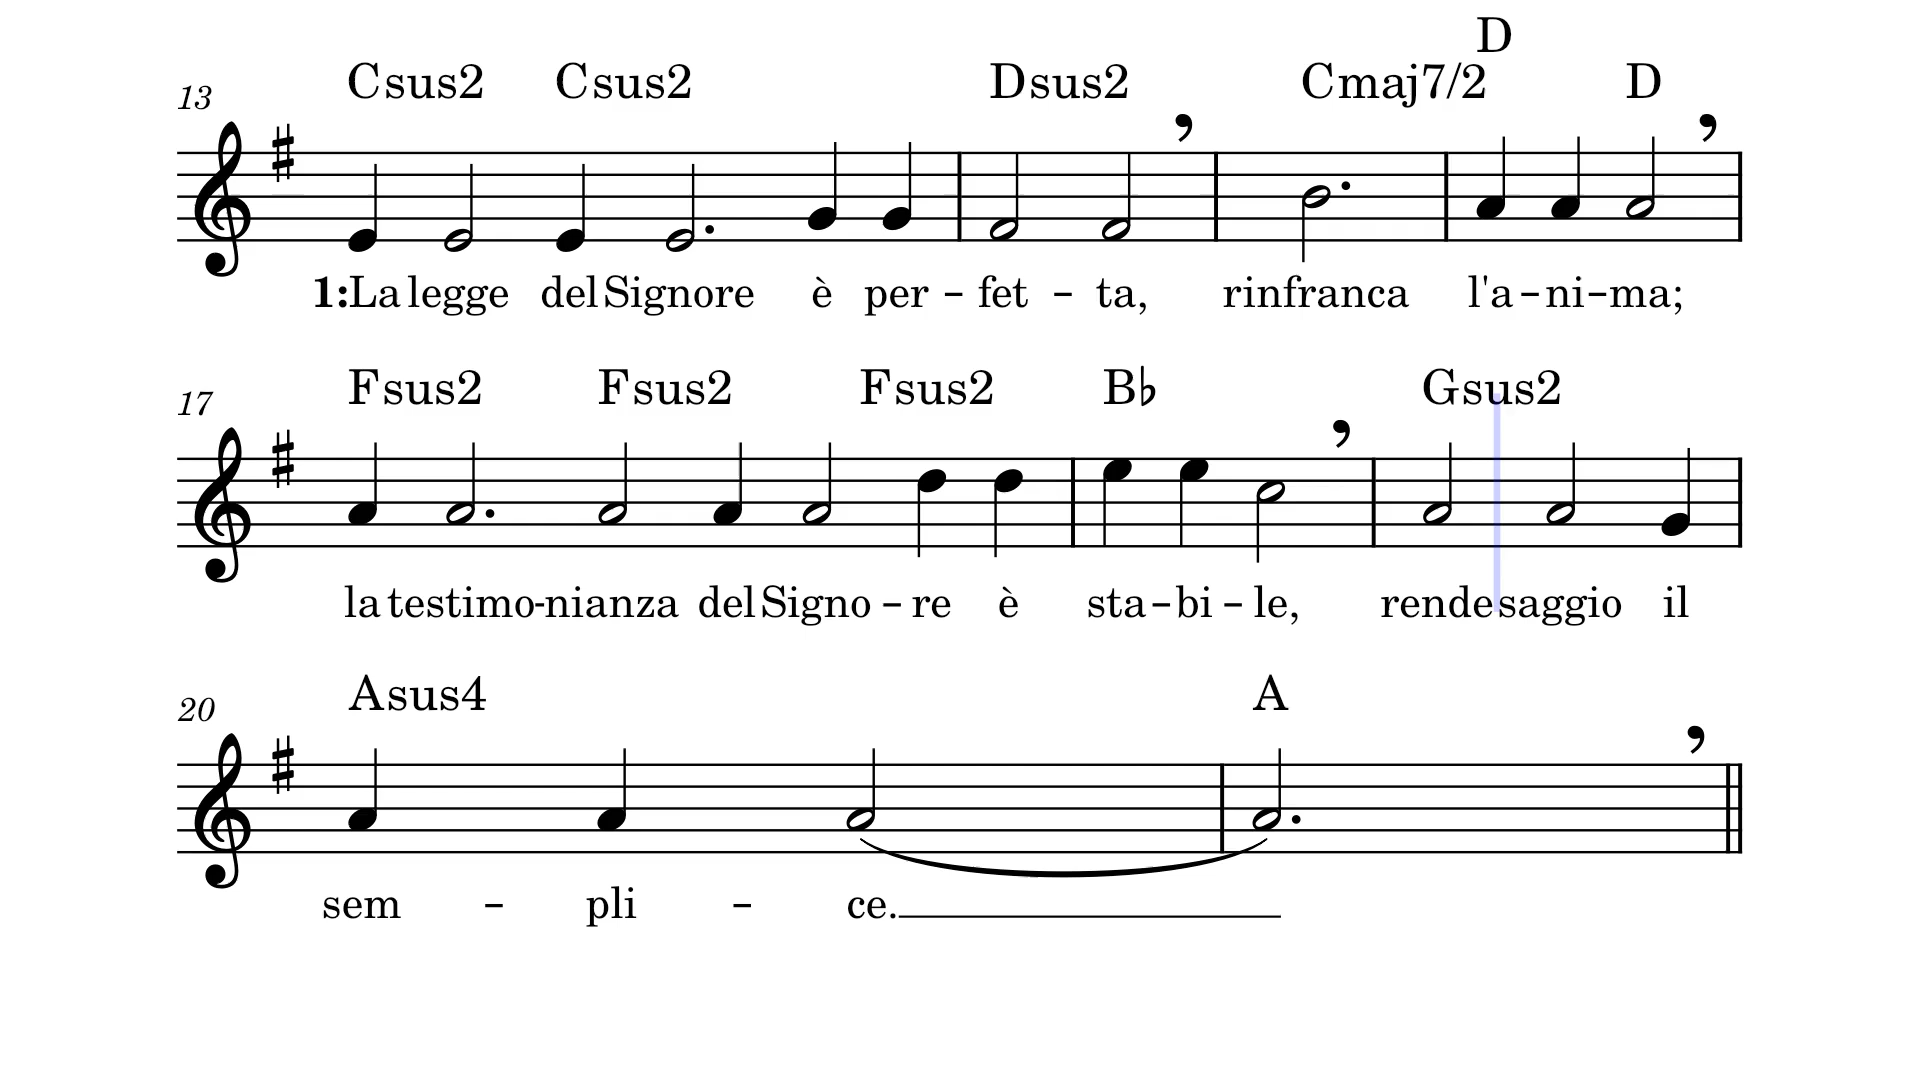 D
13 Csus2 Csus2 Dsus2 Cmaj7/2 D
1:La legge del Signore è per – fet – ta, rinfranca l'a–ni–ma;
17 Fsus2 Fsus2 Fsus2 B♭ Gsus2
la testimo-nianza del Signo – re è sta–bi – le, rende saggio il
20 Asus4 A
sem – pli – ce.